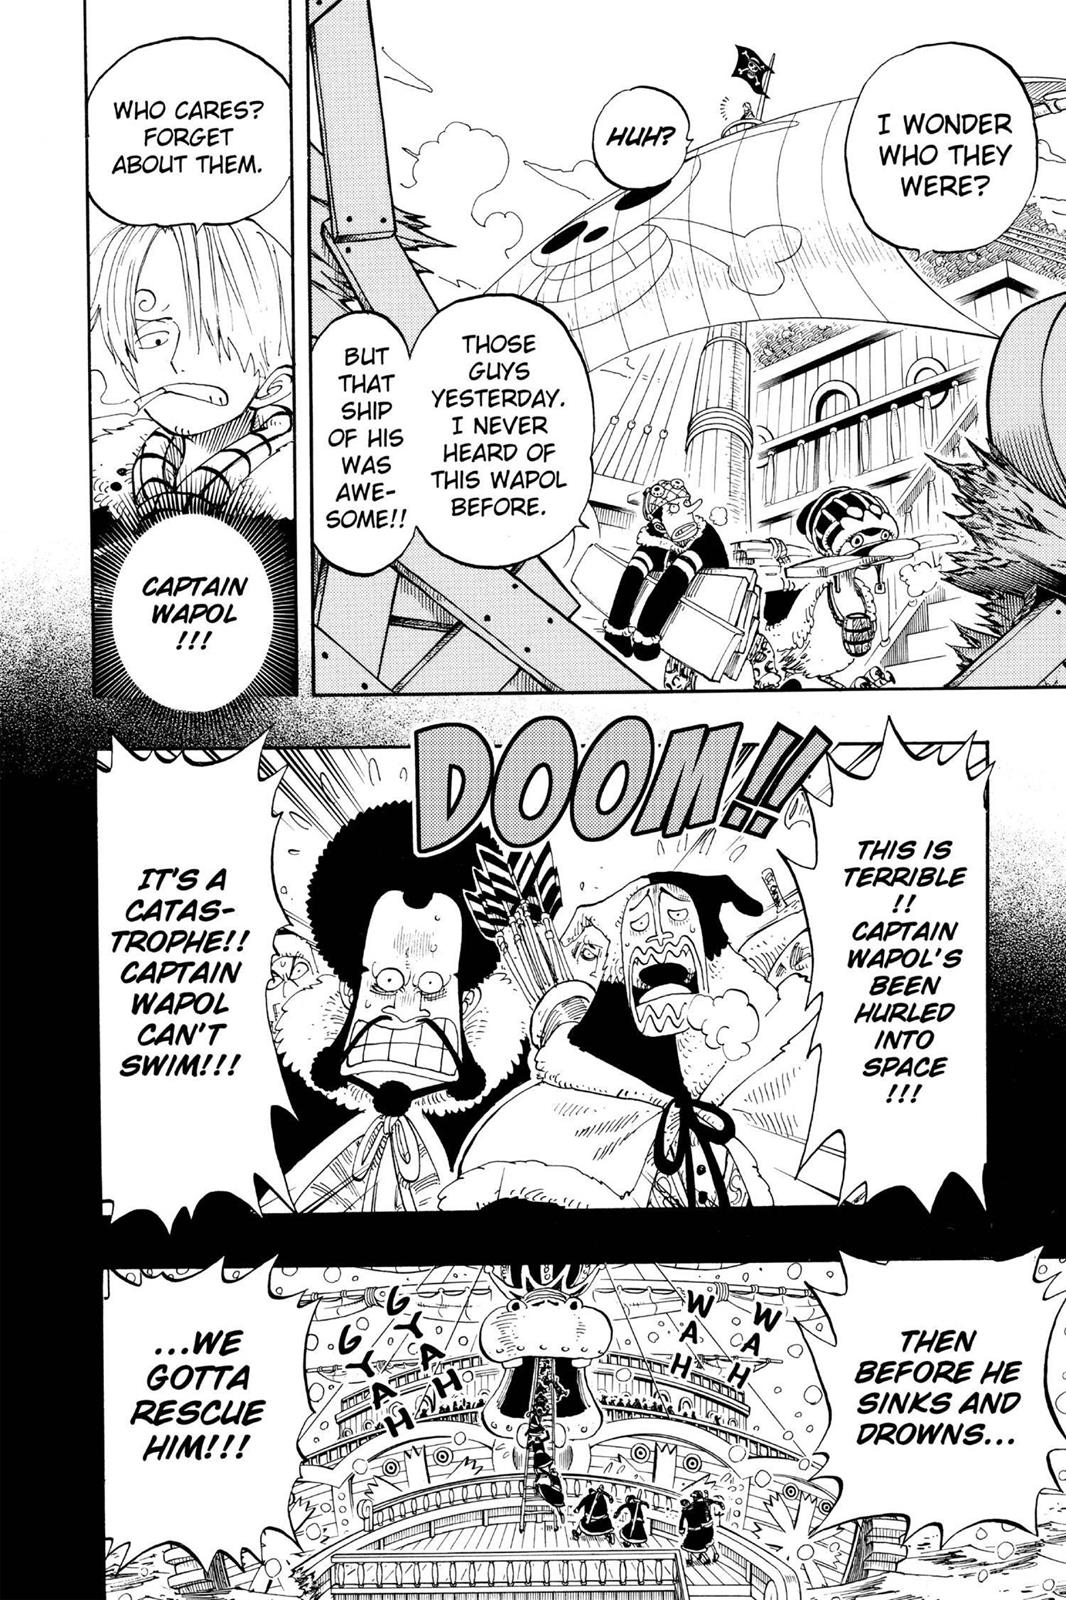 I WONDER
WHO THEY
WERE?
HUH?
THOSE
GUYS
YESTERDAY.
I NEVER
HEARD OF
THIS WAPOL
BEFORE.
BUT
THAT
SHIP
OF HIS
WAS
AWE-
SOME!!
WHO CARES?
FORGET
ABOUT THEM.
CAPTAIN
WAPOL
!!!
DOOM!!
THIS IS
TERRIBLE
!!
CAPTAIN
WAPOL'S
BEEN
HURLED
INTO
SPACE
!!!
IT'S A
CATAS-
TROPHE!!
CAPTAIN
WAPOL
CAN'T
SWIM!!!
THEN
BEFORE HE
SINKS AND
DROWNS...
WAH
WAH
GYAH
GYAH
...WE
GOTTA
RESCUE
HIM!!!